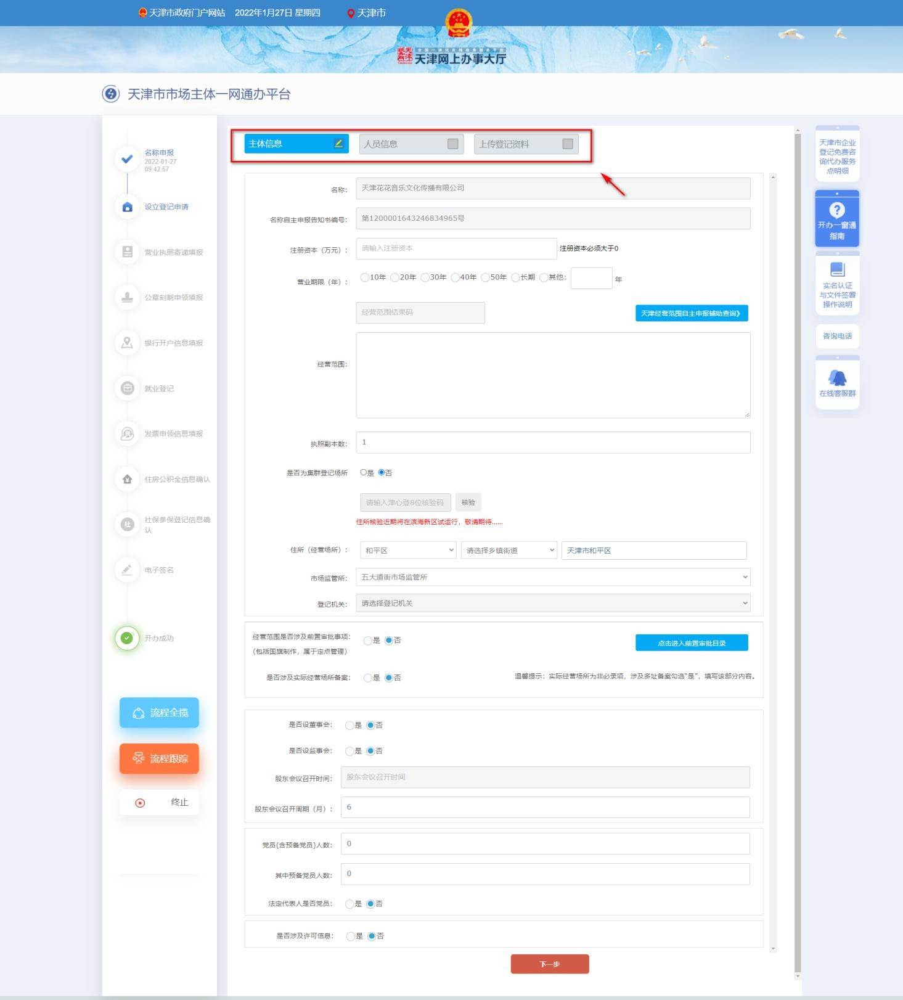 天津市政府门户网站 2022年1月27日 星期四 天津市
天津网上办事大厅
天津市市场主体一网通办平台
名称申报
2022-01-27
09:42:57
设立登记申请
营业执照寄递填报
公章刻制申领填报
银行开户信息填报
就业登记
发票申领信息填报
住房公积金信息确认
社保参保登记信息确
认
社
电子签名
开办成功
流程全揽
流程跟踪
终止
主体信息 人员信息 上传登记资料
名称： 天津花花音乐文化传播有限公司
名称自主申报告知书编号： 第1200001643246834965号
注册资本（万元）： 请输入注册资本 注册资本必须大于0
营业期限（年）： 10年 20年 30年 40年 50年 长期 其他： 年
经营范围结果码 天津经营范围自主申报辅助查询》
经营范围：
执照副本数： 1
是否为集群登记场所 是 否
请输入津心登8位核验码 核验
住所核验近期将在滨海新区试运行，敬请期待......
住所（经营场所）： 和平区 请选择乡镇街道 天津市和平区
市场监管所： 五大道街市场监管所
登记机关： 请选择登记机关
经营范围是否涉及前置审批事项：
（包括国旗制作，属于定点管理） 是 否 点击进入前置审批目录
是否涉及实际经营场所备案： 是 否 温馨提示：实际经营场所为非必录项，涉及多址备案勾选“是”，填写该部分内容。
是否设董事会： 是 否
是否设监事会： 是 否
股东会议召开时间： 股东会议召开时间
股东会议召开周期（月）： 6
党员(含预备党员)人数： 0
其中预备党员人数： 0
法定代表人是否党员： 是 否
是否涉及许可信息： 是 否
下一步
天津市企业
登记免费咨
询代办服务
点明细
开办一窗通
指南
实名认证
与文件签署
操作说明
咨询电话
在线客服群